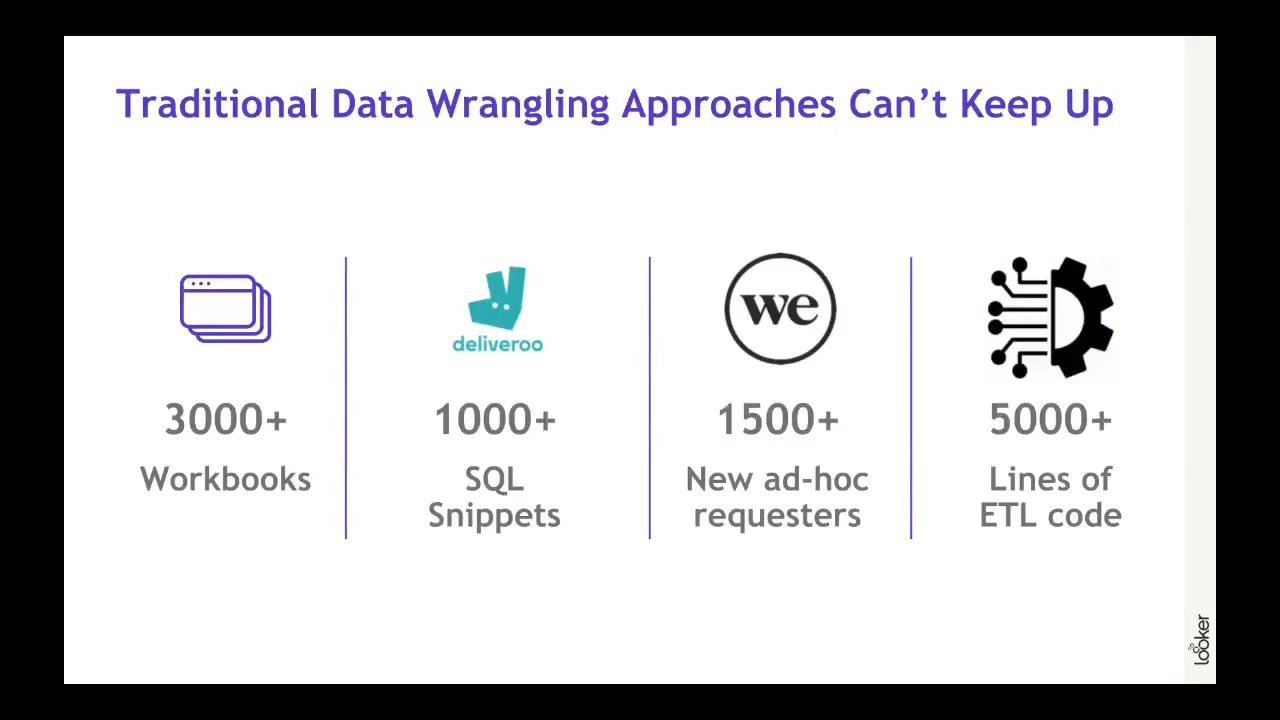 Traditional Data Wrangling Approaches Can't Keep Up
deliveroo
we
3000+
1000+
1500+
5000+
Workbooks
SQL
Snippets
New ad-hoc
requesters
Lines of
ETL code
looker